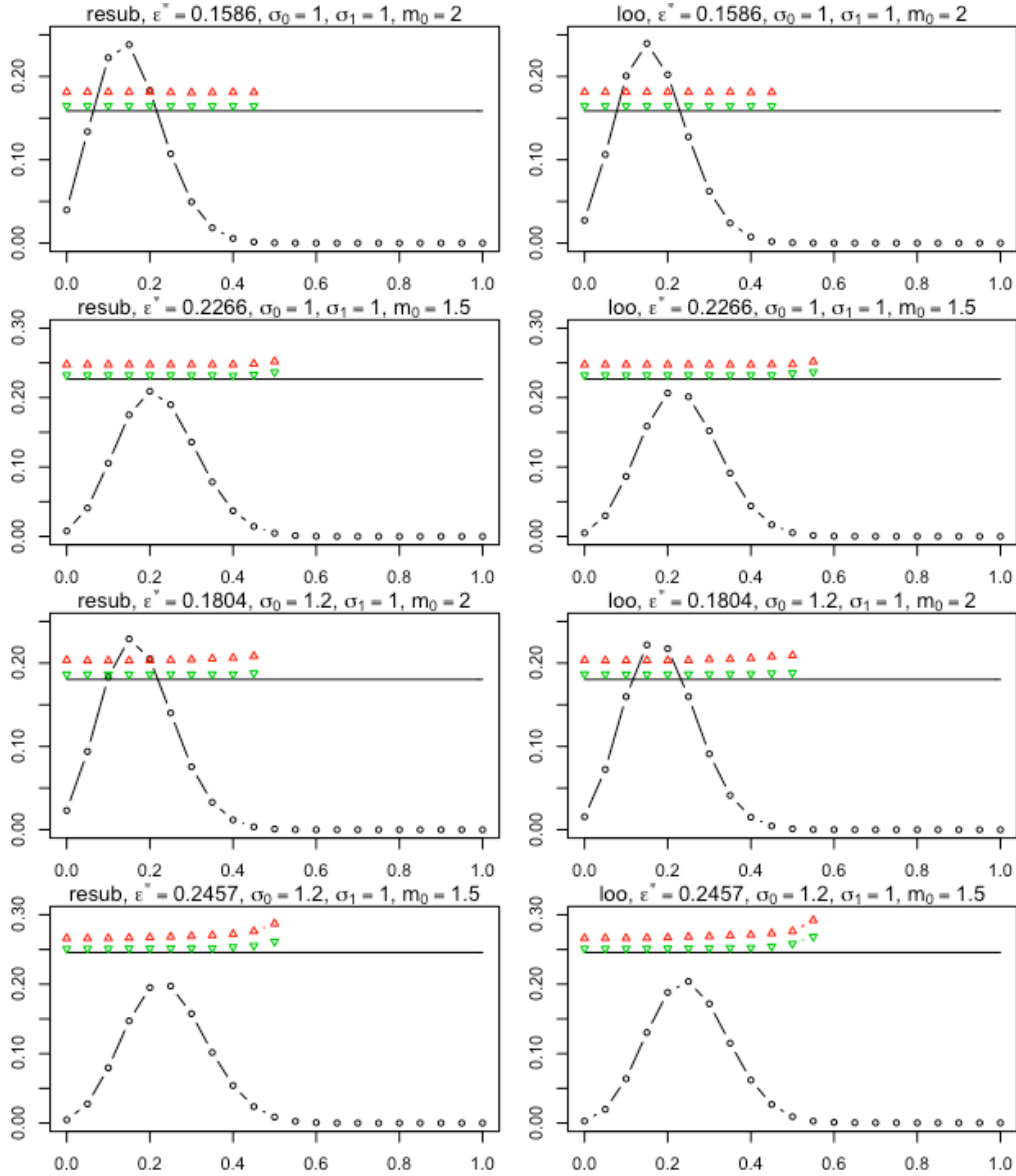 resub, ε* = 0.1586, σ₀ = 1, σ₁ = 1, m₀ = 2
0.20
0.10
0.00
0.0 0.2 0.4 0.6 0.8 1.0
loo, ε* = 0.1586, σ₀ = 1, σ₁ = 1, m₀ = 2
0.20
0.10
0.00
0.0 0.2 0.4 0.6 0.8 1.0
resub, ε* = 0.2266, σ₀ = 1, σ₁ = 1, m₀ = 1.5
0.30
0.20
0.10
0.00
0.0 0.2 0.4 0.6 0.8 1.0
loo, ε* = 0.2266, σ₀ = 1, σ₁ = 1, m₀ = 1.5
0.30
0.20
0.10
0.00
0.0 0.2 0.4 0.6 0.8 1.0
resub, ε* = 0.1804, σ₀ = 1.2, σ₁ = 1, m₀ = 2
0.20
0.10
0.00
0.0 0.2 0.4 0.6 0.8 1.0
loo, ε* = 0.1804, σ₀ = 1.2, σ₁ = 1, m₀ = 2
0.20
0.10
0.00
0.0 0.2 0.4 0.6 0.8 1.0
resub, ε* = 0.2457, σ₀ = 1.2, σ₁ = 1, m₀ = 1.5
0.30
0.20
0.10
0.00
0.0 0.2 0.4 0.6 0.8 1.0
loo, ε* = 0.2457, σ₀ = 1.2, σ₁ = 1, m₀ = 1.5
0.30
0.20
0.10
0.00
0.0 0.2 0.4 0.6 0.8 1.0